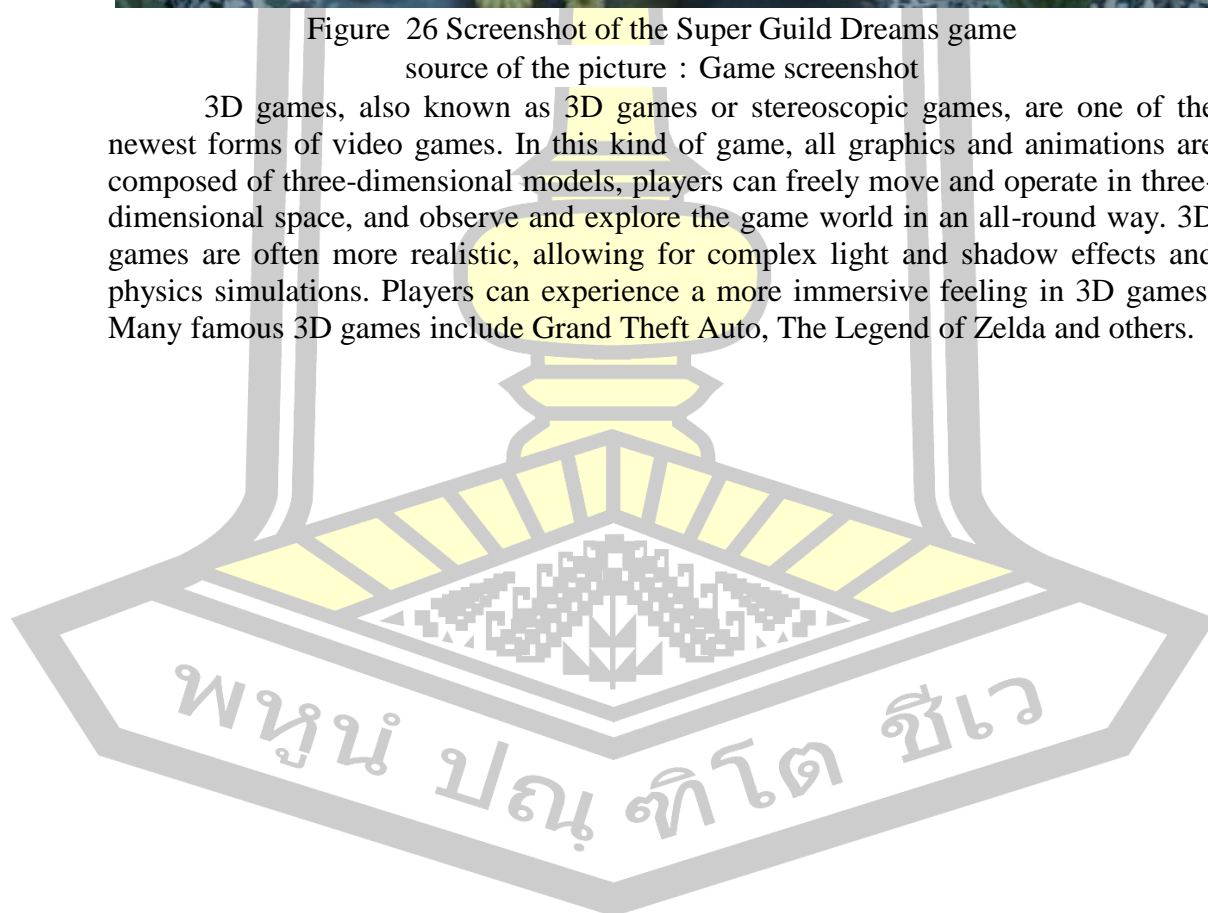 Figure 26 Screenshot of the Super Guild Dreams game
source of the picture：Game screenshot
3D games, also known as 3D games or stereoscopic games, are one of the
newest forms of video games. In this kind of game, all graphics and animations are
composed of three-dimensional models, players can freely move and operate in three-
dimensional space, and observe and explore the game world in an all-round way. 3D
games are often more realistic, allowing for complex light and shadow effects and
physics simulations. Players can experience a more immersive feeling in 3D games
Many famous 3D games include Grand Theft Auto, The Legend of Zelda and others.
พหูนํ ปณฺ ฑิโต ชีเว